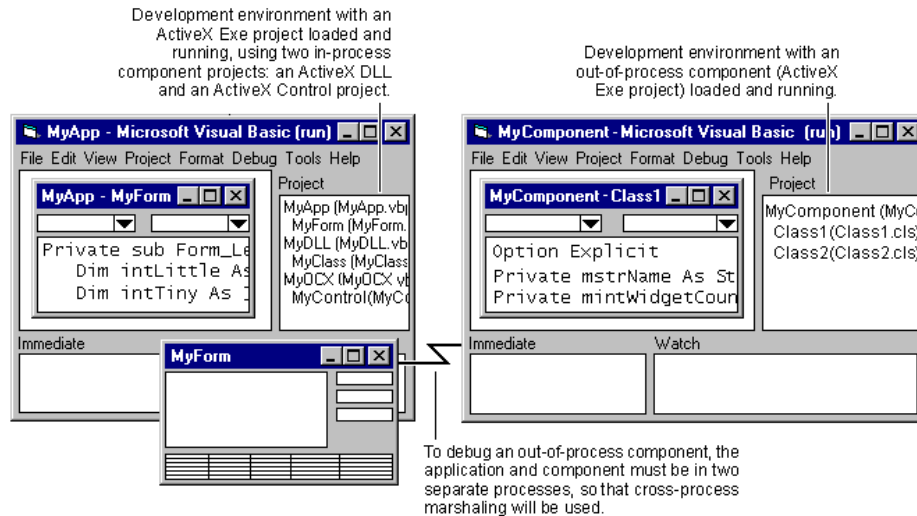 Development environment with an
ActiveX Exe project loaded and
running, using two in-process
component projects: an ActiveX DLL
and an ActiveX Control project.
Development environment with an
out-of-process component (ActiveX
Exe project) loaded and running.
MyApp - Microsoft Visual Basic (run)
File Edit View Project Format Debug Tools Help
MyApp - MyForm
Private sub Form_Le
Dim intLittle As
Dim intTiny As I
Project
MyApp (MyApp.vbp
MyForm (MyForm.
MyDLL (MyDLL.vb
MyClass (MyClass
MyOCX (MyOCX vb
MyControl(MyCo
Immediate
MyForm
MyComponent - Microsoft Visual Basic (run)
File Edit View Project Format Debug Tools Help
MyComponent - Class1
Option Explicit
Private mstrName As St
Private mintWidgetCoun
Project
MyComponent (MyCo
Class1(Class1.cls)
Class2(Class2.cls)
Immediate
Watch
To debug an out-of-process component, the
application and component must be in two
separate processes, so that cross-process
marshaling will be used.